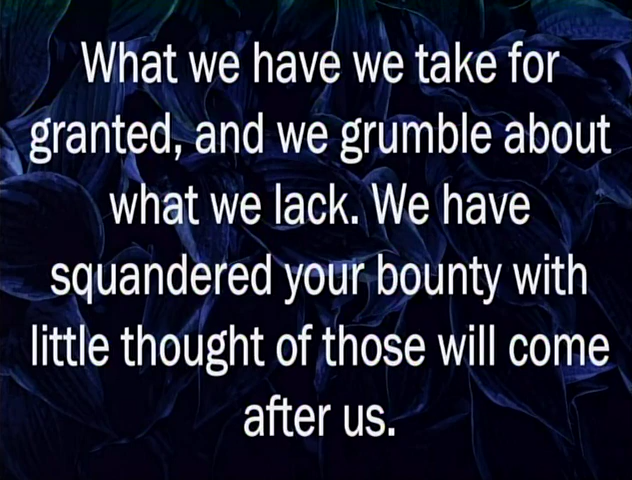 What we have we take for
granted, and we grumble about
what we lack. We have
squandered your bounty with
little thought of those will come
after us.